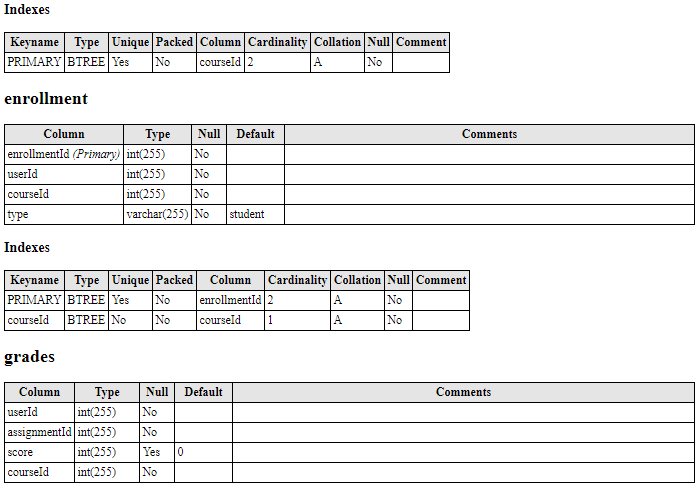 Indexes
Keyname Type Unique Packed Column Cardinality Collation Null Comment
PRIMARY BTREE Yes No courseId 2 A No
enrollment
Column Type Null Default Comments
enrollmentId (Primary) int(255) No
userId int(255) No
courseId int(255) No
type varchar(255) No student
Indexes
Keyname Type Unique Packed Column Cardinality Collation Null Comment
PRIMARY BTREE Yes No enrollmentId 2 A No
courseId BTREE No No courseId 1 A No
grades
Column Type Null Default Comments
userId int(255) No
assignmentId int(255) No
score int(255) Yes 0
courseId int(255) No